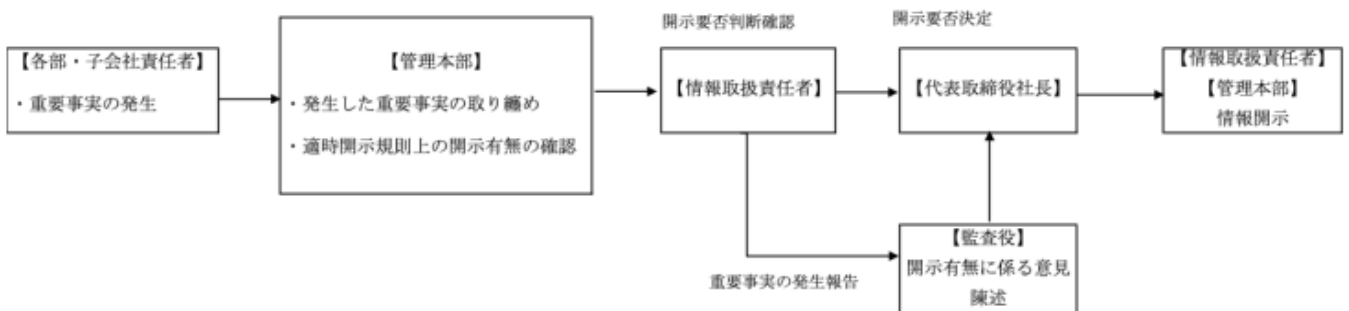 【各部・子会社責任者】
・重要事実の発生
【管理本部】
・発生した重要事実の取り纏め
・適時開示規則上の開示有無の確認
開示要否判断確認
【情報取扱責任者】
開示要否決定
【代表取締役社長】
【情報取扱責任者】
【管理本部】
情報開示
重要事実の発生報告
【監査役】
開示有無に係る意見
陳述